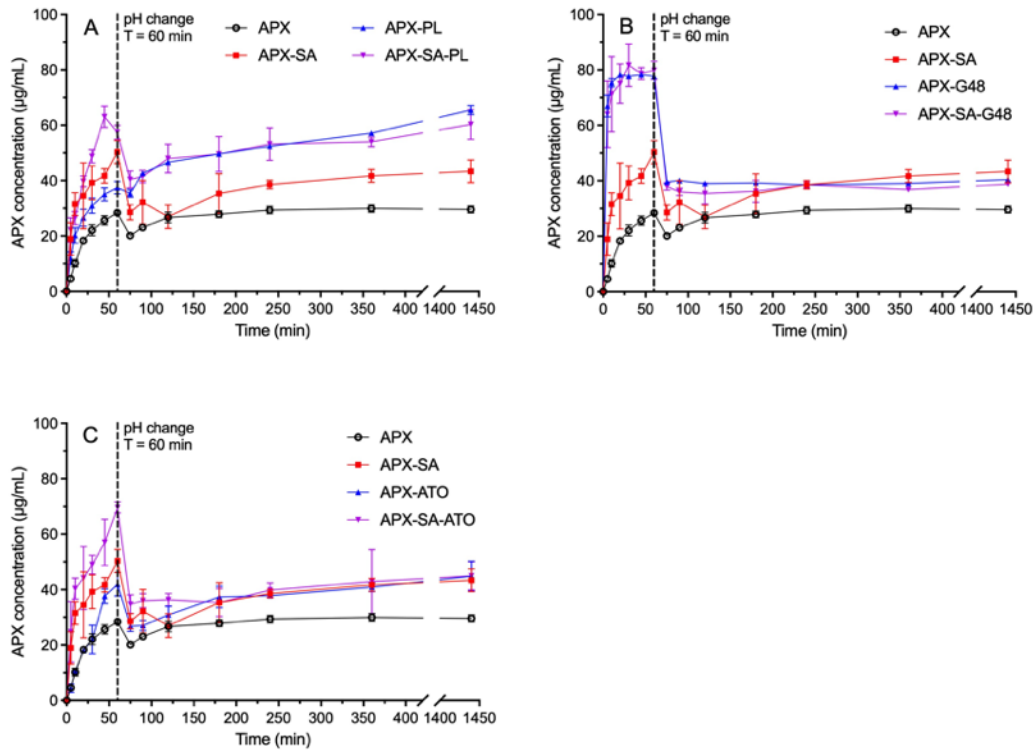 A
pH change
T = 60 min
APX
APX-PL
APX-SA
APX-SA-PL
100
80
60
40
20
0
APX concentration (µg/mL)
0 50 100 150 200 250 300 350 400 1400 1450
Time (min)
B
pH change
T = 60 min
APX
APX-SA
APX-G48
APX-SA-G48
100
80
60
40
20
0
APX concentration (µg/mL)
0 50 100 150 200 250 300 350 400 1400 1450
Time (min)
C
pH change
T = 60 min
APX
APX-SA
APX-ATO
APX-SA-ATO
100
80
60
40
20
0
APX concentration (µg/mL)
0 50 100 150 200 250 300 350 400 1400 1450
Time (min)